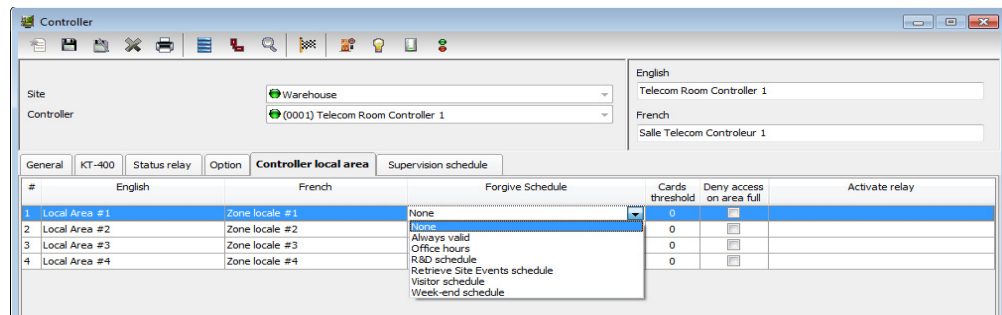 Controller
English
Site Warehouse Telecom Room Controller 1
Controller (0001) Telecom Room Controller 1 French
Salle Telecom Controleur 1
General KT-400 Status relay Option Controller local area Supervision schedule
# English French Forgive Schedule Cards threshold Deny access on area full Activate relay
1 Local Area #1 Zone locale #1 None 0
2 Local Area #2 Zone locale #2 None 0
Always valid
3 Local Area #3 Zone locale #3 Office hours 0
R&D schedule
4 Local Area #4 Zone locale #4 Retrieve Site Events schedule 0
Visitor schedule
Week-end schedule